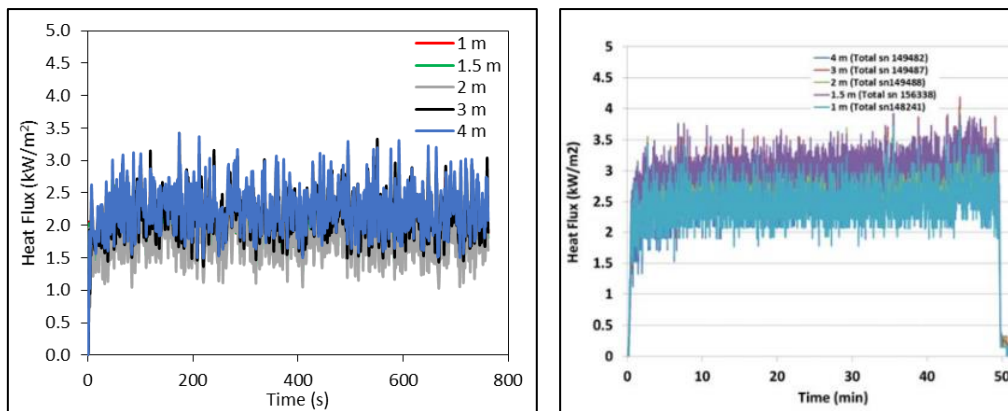 5.0
4.5
4.0
3.5
3.0
2.5
2.0
1.5
1.0
0.5
0.0
Heat Flux (kW/m²)
1 m
1.5 m
2 m
3 m
4 m
0
200
400
600
800
Time (s)
5
4.5
4
3.5
3
2.5
2
1.5
1
0.5
0
Heat Flux (kW/m2)
4 m (Total sn 149482)
3 m (Total sn 149487)
2 m (Total sn149488)
1.5 m (Total sn 156338)
1 m (Total sn148241)
0
10
20
30
40
50
Time (min)